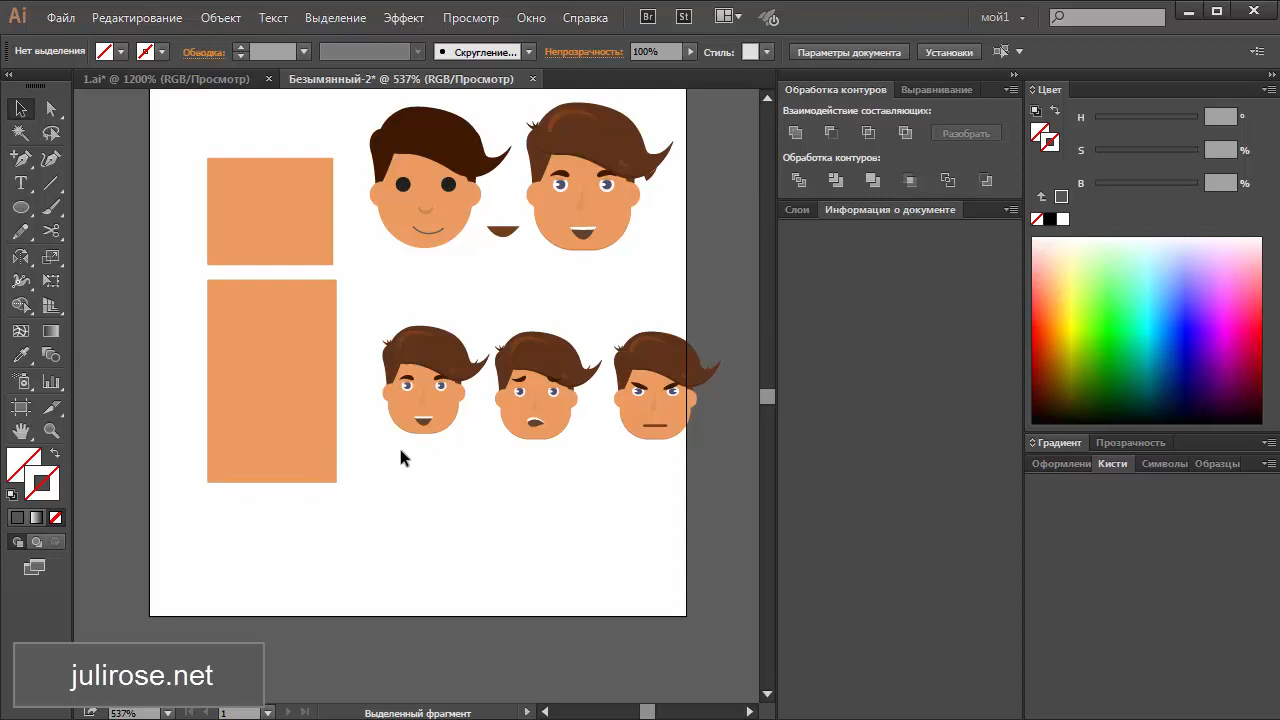 Ai Файл Редактирование Объект Текст Выделение Эффект Просмотр Окно Справка Br St мой1
Нет выделения Обводка: Скругление... Непрозрачность: 100% Стиль: Параметры документа Установки
1.ai* @ 1200% (RGB/Просмотр) × Безымянный-2* @ 537% (RGB/Просмотр) ×
Обработка контуров Выравнивание Цвет
Взаимодействие составляющих:
Разобрать
Обработка контуров:
H °
S %
B %
Слои Информация о документе
Градиент Прозрачность
Оформлени Кисти Символы Образцы
julirose.net
537% 1 Выделенный фрагмент